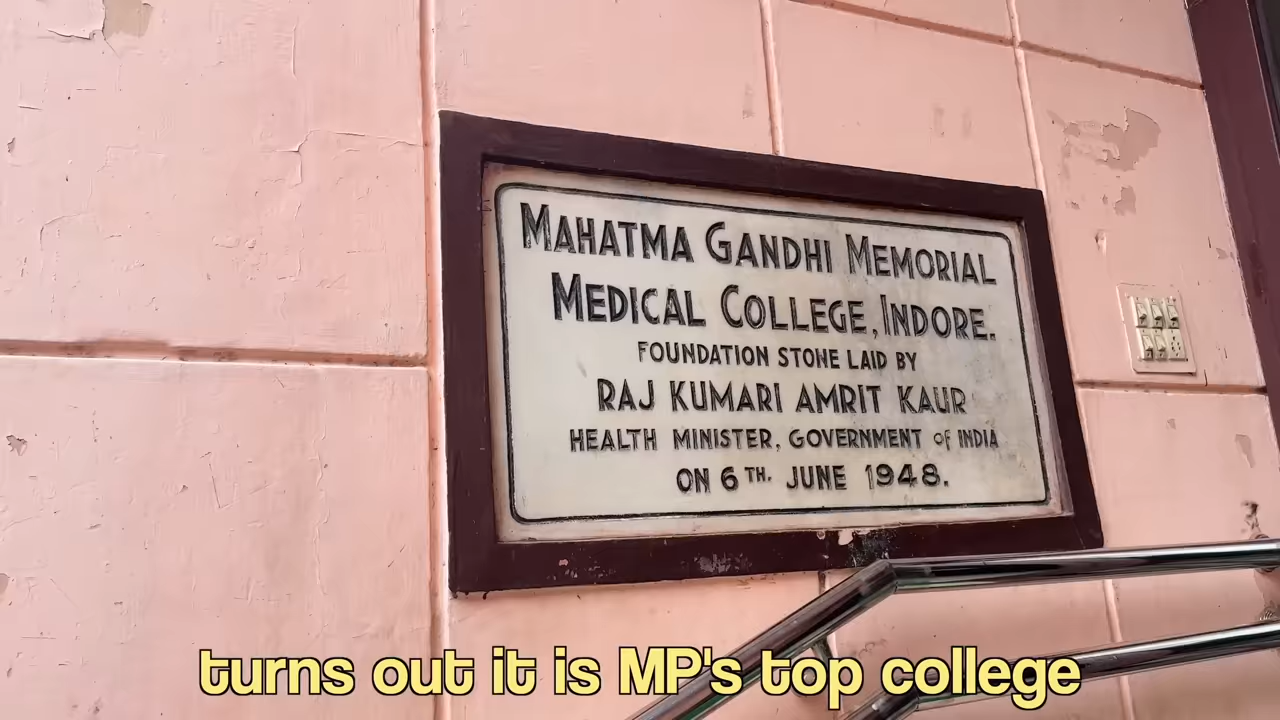 MAHATMA GANDHI MEMORIAL
MEDICAL COLLEGE, INDORE.
FOUNDATION STONE LAID BY
RAJ KUMARI AMRIT KAUR
HEALTH MINISTER, GOVERNMENT of INDIA
ON 6TH. JUNE 1948.
turns out it is MP's top college